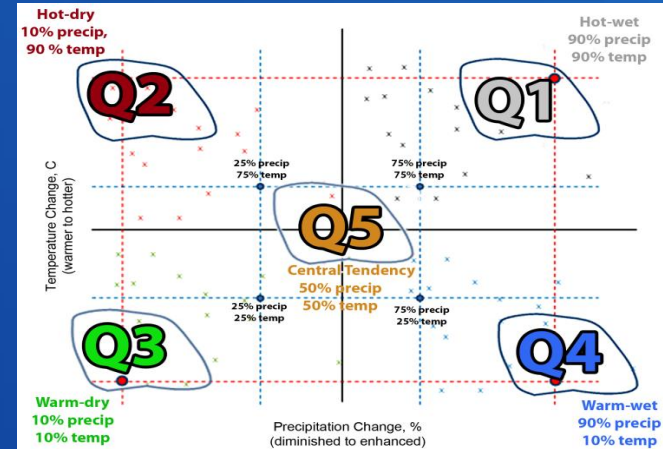 Hot-dry
10% precip,
90 % temp
Hot-wet
90% precip
90% temp
Q2
Q1
25% precip
75% temp
75% precip
75% temp
Temperature Change, C
(warmer to hotter)
Q5
Central Tendency
50% precip
50% temp
25% precip
25% temp
75% precip
25% temp
Q3
Q4
Warm-dry
10% precip
10% temp
Precipitation Change, %
(diminished to enhanced)
Warm-wet
90% precip
10% temp